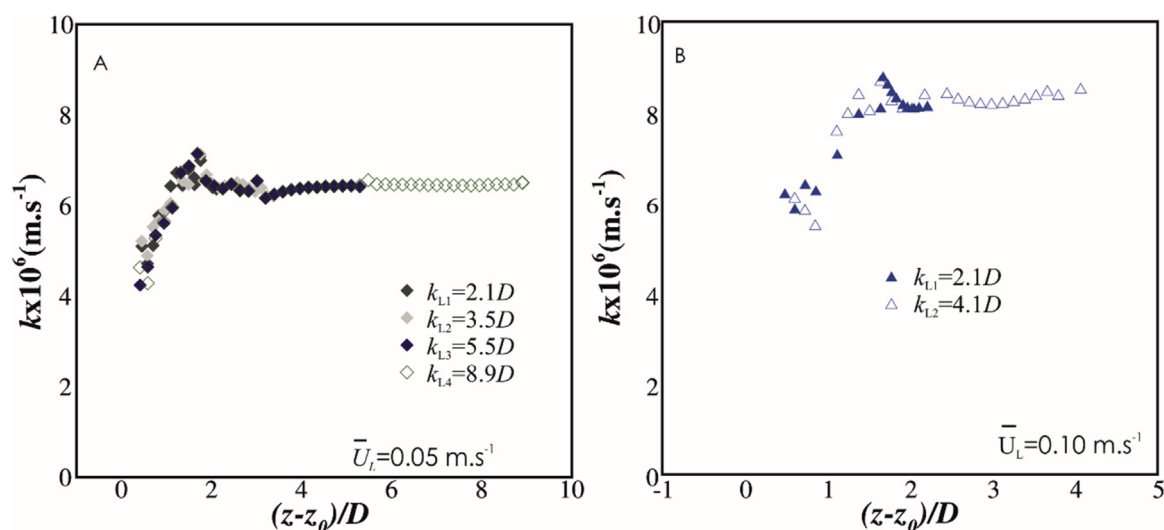 A
kx10⁶(m.s⁻¹)
10
8
6
4
2
0
k_L1=2.1D
k_L2=3.5D
k_L3=5.5D
k_L4=8.9D
U̅_L=0.05 m.s⁻¹
0 2 4 6 8 10
(z-z₀)/D
B
kx10⁶(m.s⁻¹)
10
8
6
4
2
0
k_L1=2.1D
k_L2=4.1D
U̅_L=0.10 m.s⁻¹
-1 0 1 2 3 4 5
(z-z₀)/D